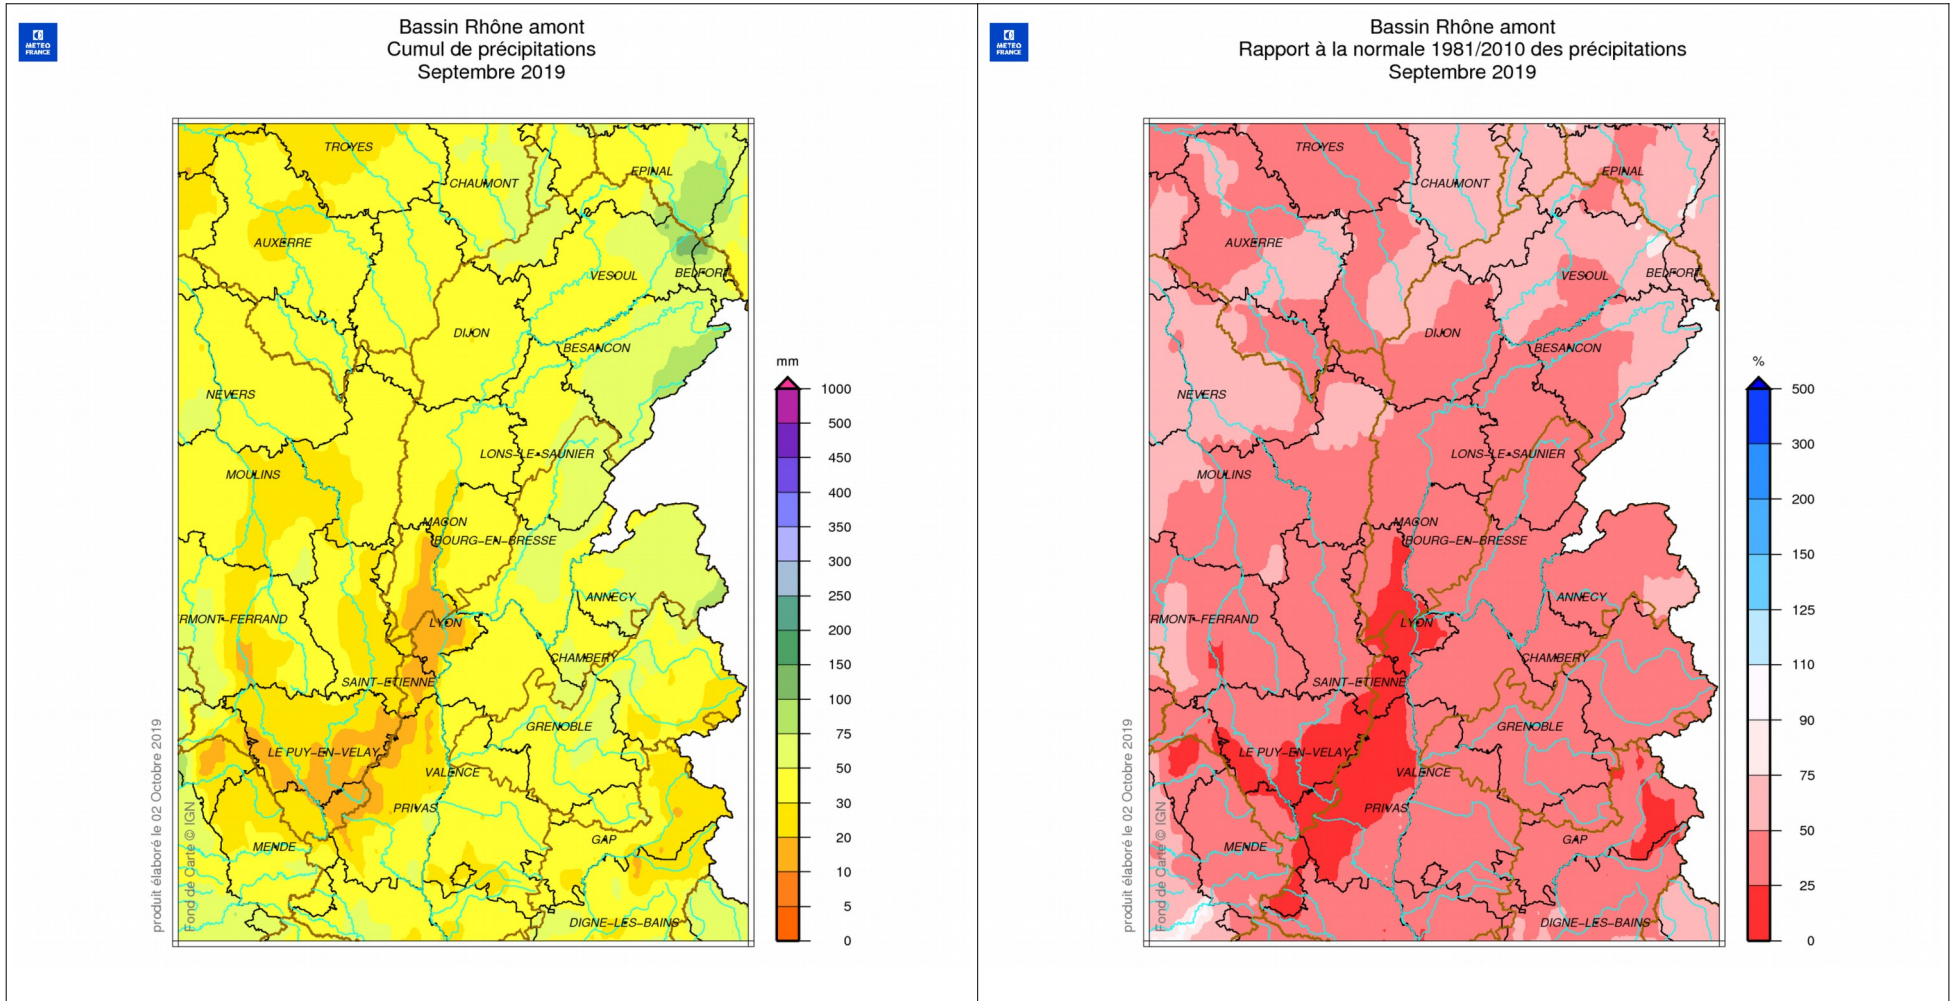 METEO
FRANCE
Bassin Rhône amont
Cumul de précipitations
Septembre 2019
TROYES
CHAUMONT
EPINAL
AUXERRE
VESOUL
BELFORT
DIJON
BESANCON
NEVERS
LONS-LE-SAUNIER
MOULINS
MACON
BOURG-EN-BRESSE
ANNECY
RMONT-FERRAND
LYON
CHAMBERY
SAINT-ETIENNE
GRENOBLE
LE PUY-EN-VELAY
VALENCE
PRIVAS
GAP
MENDE
DIGNE-LES-BAINS
produit élaboré le 02 Octobre 2019
Fond de Carte © IGN
mm
1000
500
450
400
350
300
250
200
150
100
75
50
30
20
10
5
0
METEO
FRANCE
Bassin Rhône amont
Rapport à la normale 1981/2010 des précipitations
Septembre 2019
TROYES
CHAUMONT
EPINAL
AUXERRE
VESOUL
BELFORT
DIJON
BESANCON
NEVERS
LONS-LE-SAUNIER
MOULINS
MACON
BOURG-EN-BRESSE
ANNECY
RMONT-FERRAND
LYON
CHAMBERY
SAINT-ETIENNE
GRENOBLE
LE PUY-EN-VELAY
VALENCE
PRIVAS
GAP
MENDE
DIGNE-LES-BAINS
produit élaboré le 02 Octobre 2019
Fond de Carte © IGN
%
500
300
200
150
125
110
90
75
50
25
0